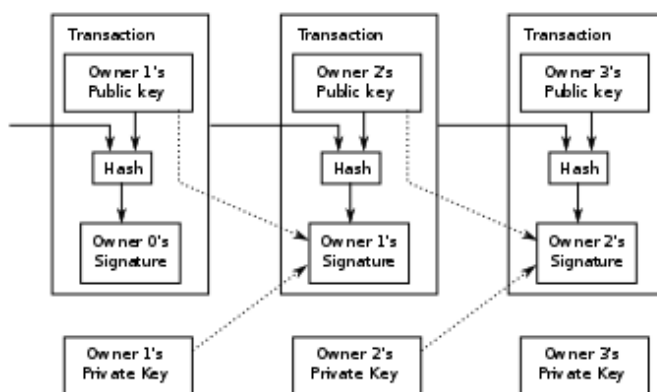 Transaction
Owner 1's
Public key
Hash
Owner 0's
Signature
Transaction
Owner 2's
Public key
Hash
Owner 1's
Signature
Transaction
Owner 3's
Public key
Hash
Owner 2's
Signature
Owner 1's
Private Key
Owner 2's
Private Key
Owner 3's
Private Key